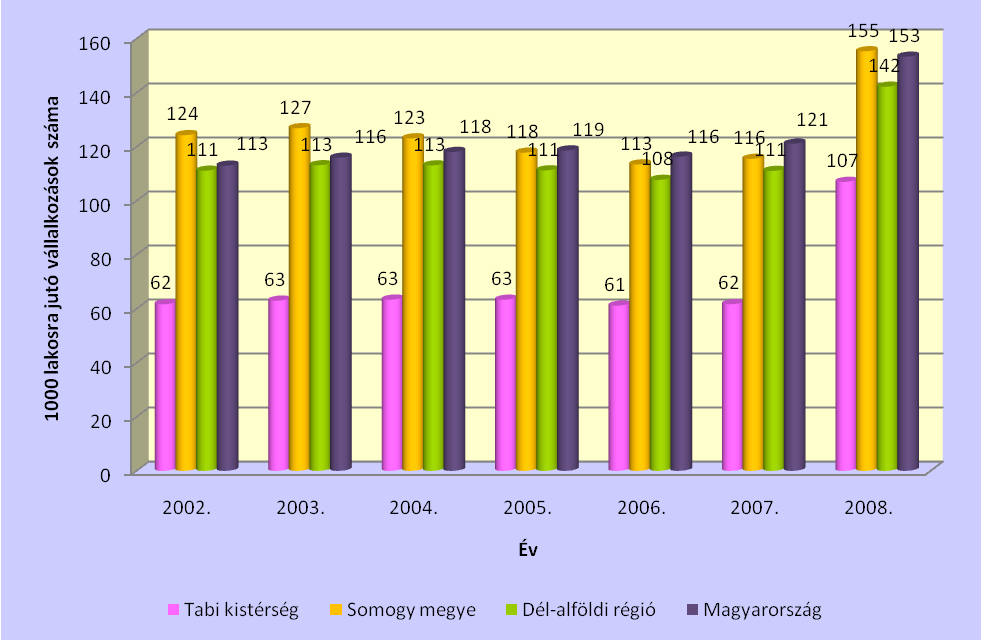 1000 lakosra jutó vállalkozások száma
160
140
120
100
80
60
40
20
0
62 124 111 113
63 127 113 116
63 123 113 118
63 118 111 119
61 113 108 116
62 116 111 121
107 155 142 153
2002. 2003. 2004. 2005. 2006. 2007. 2008.
Év
Tabi kistérség Somogy megye Dél-alföldi régió Magyarország